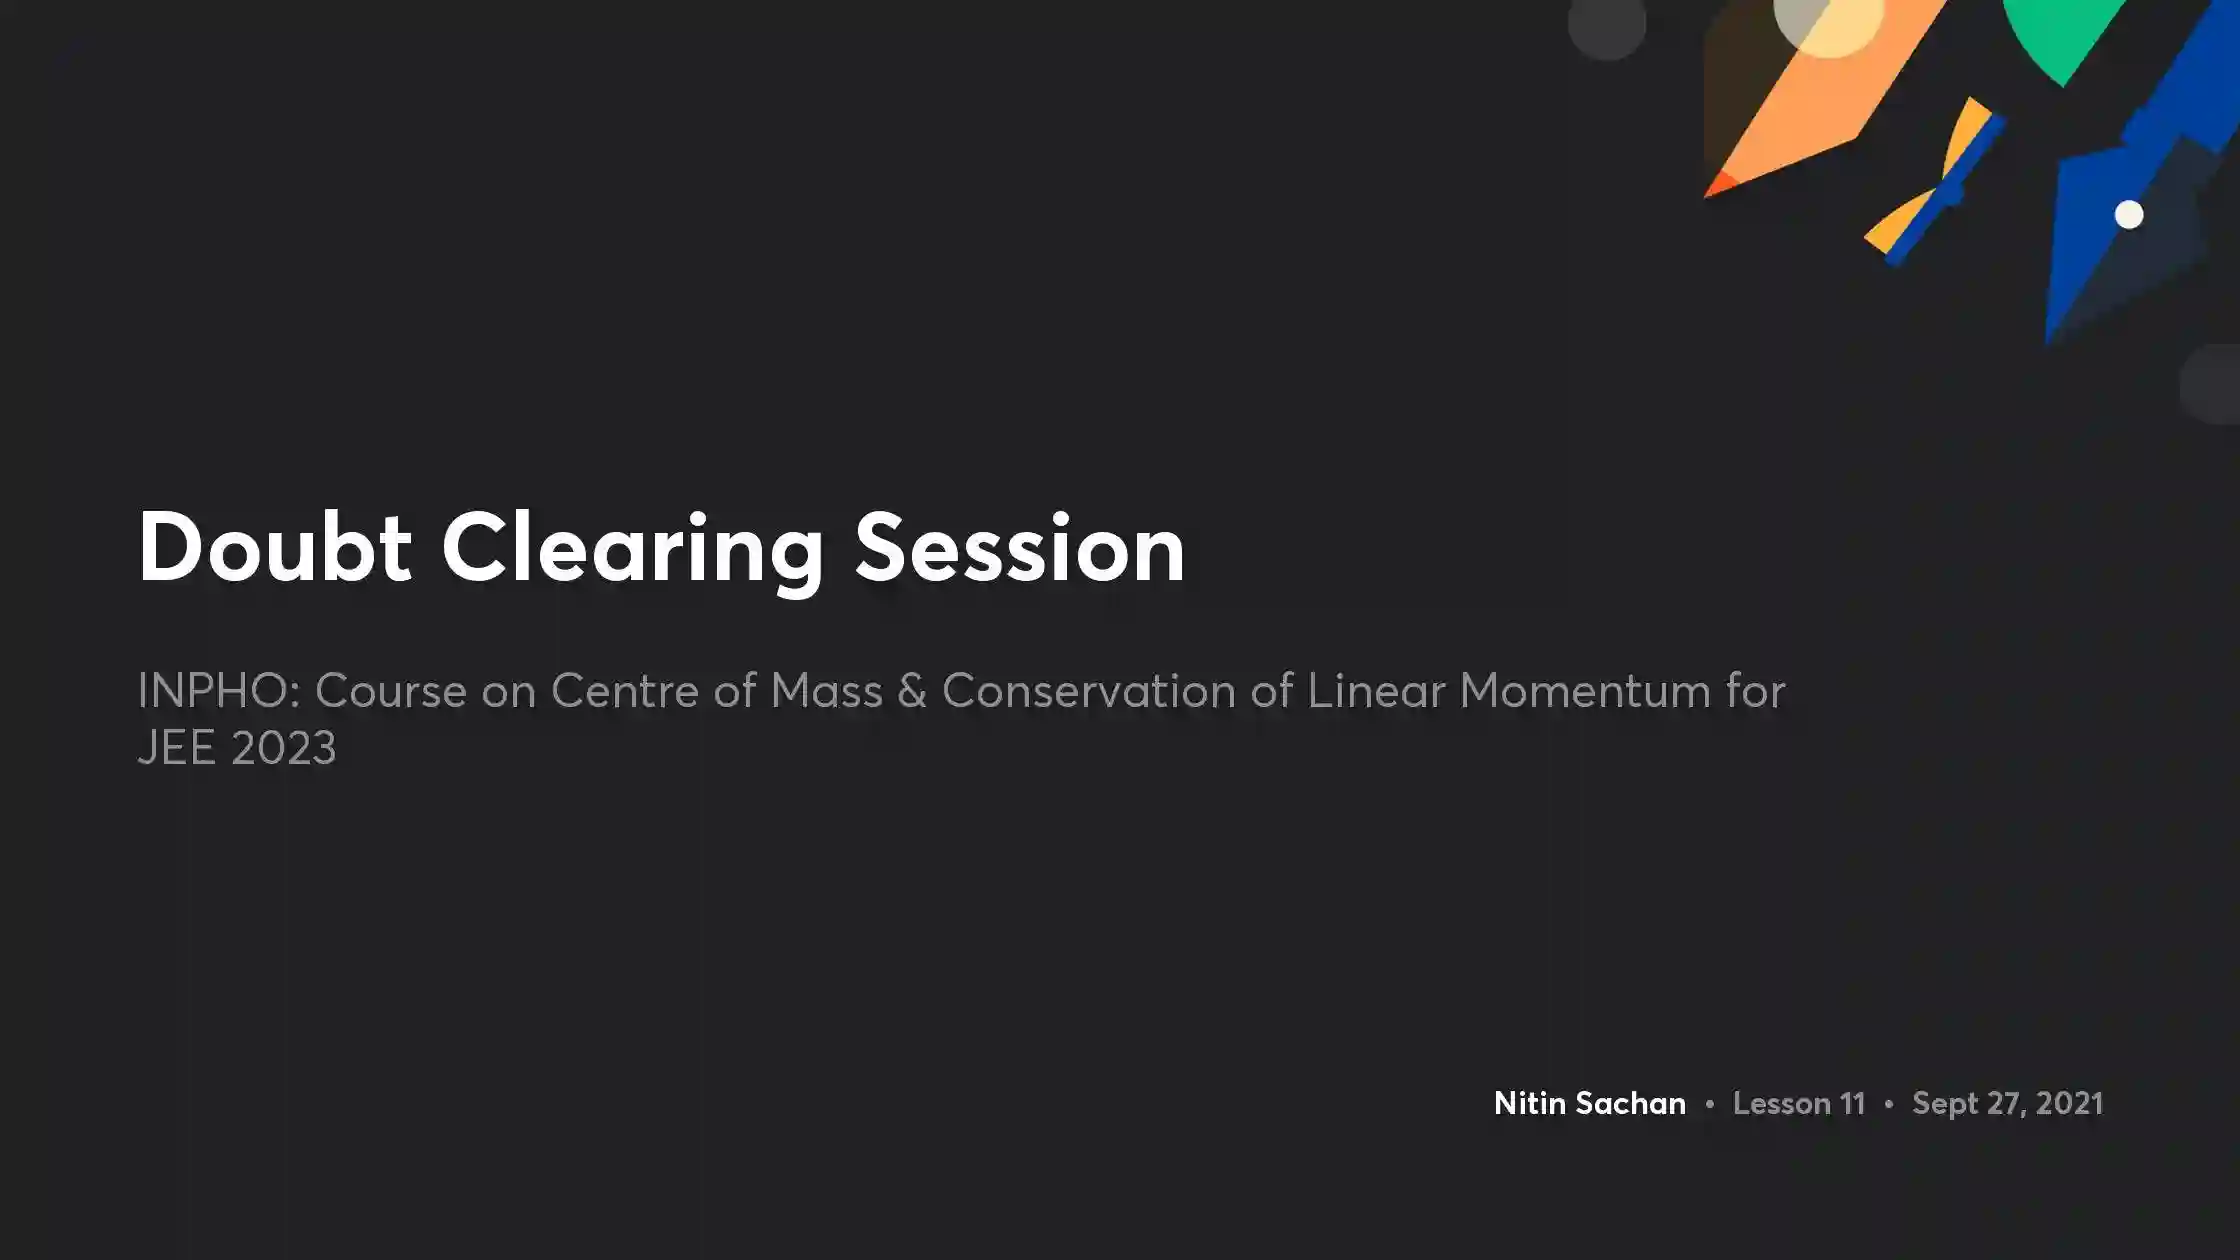 Doubt Clearing Session
INPHO: Course on Centre of Mass & Conservation of Linear Momentum for
JEE 2023
Nitin Sachan • Lesson 11 • Sept 27, 2021